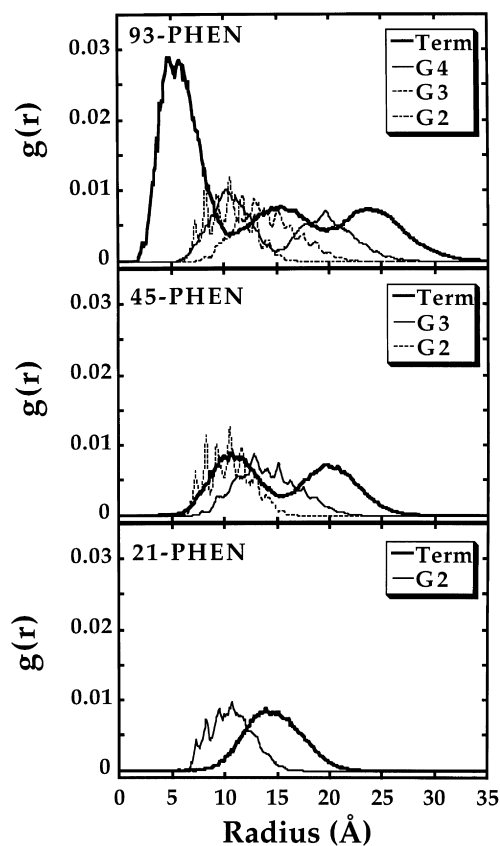 93-PHEN
Term
G4
G3
G2
g(r)
0.03
0.02
0.01
0
45-PHEN
Term
G3
G2
g(r)
0.03
0.02
0.01
0
21-PHEN
Term
G2
g(r)
0.03
0.02
0.01
0
0 5 10 15 20 25 30 35
Radius (Å)